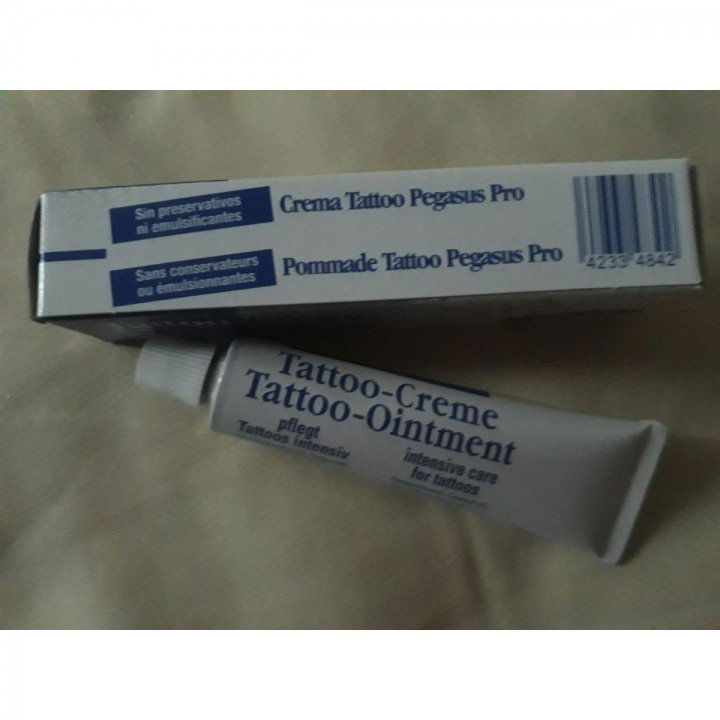 Sin preservativos
ni emulsificantes
Crema Tattoo Pegasus Pro
Sans conservateurs
ou émulsionnantes
Pommade Tattoo Pegasus Pro
4233 4842
Tattoo-Creme
Tattoo-Ointment
pflegt
Tattoos intensiv
intensive care
for tattoos